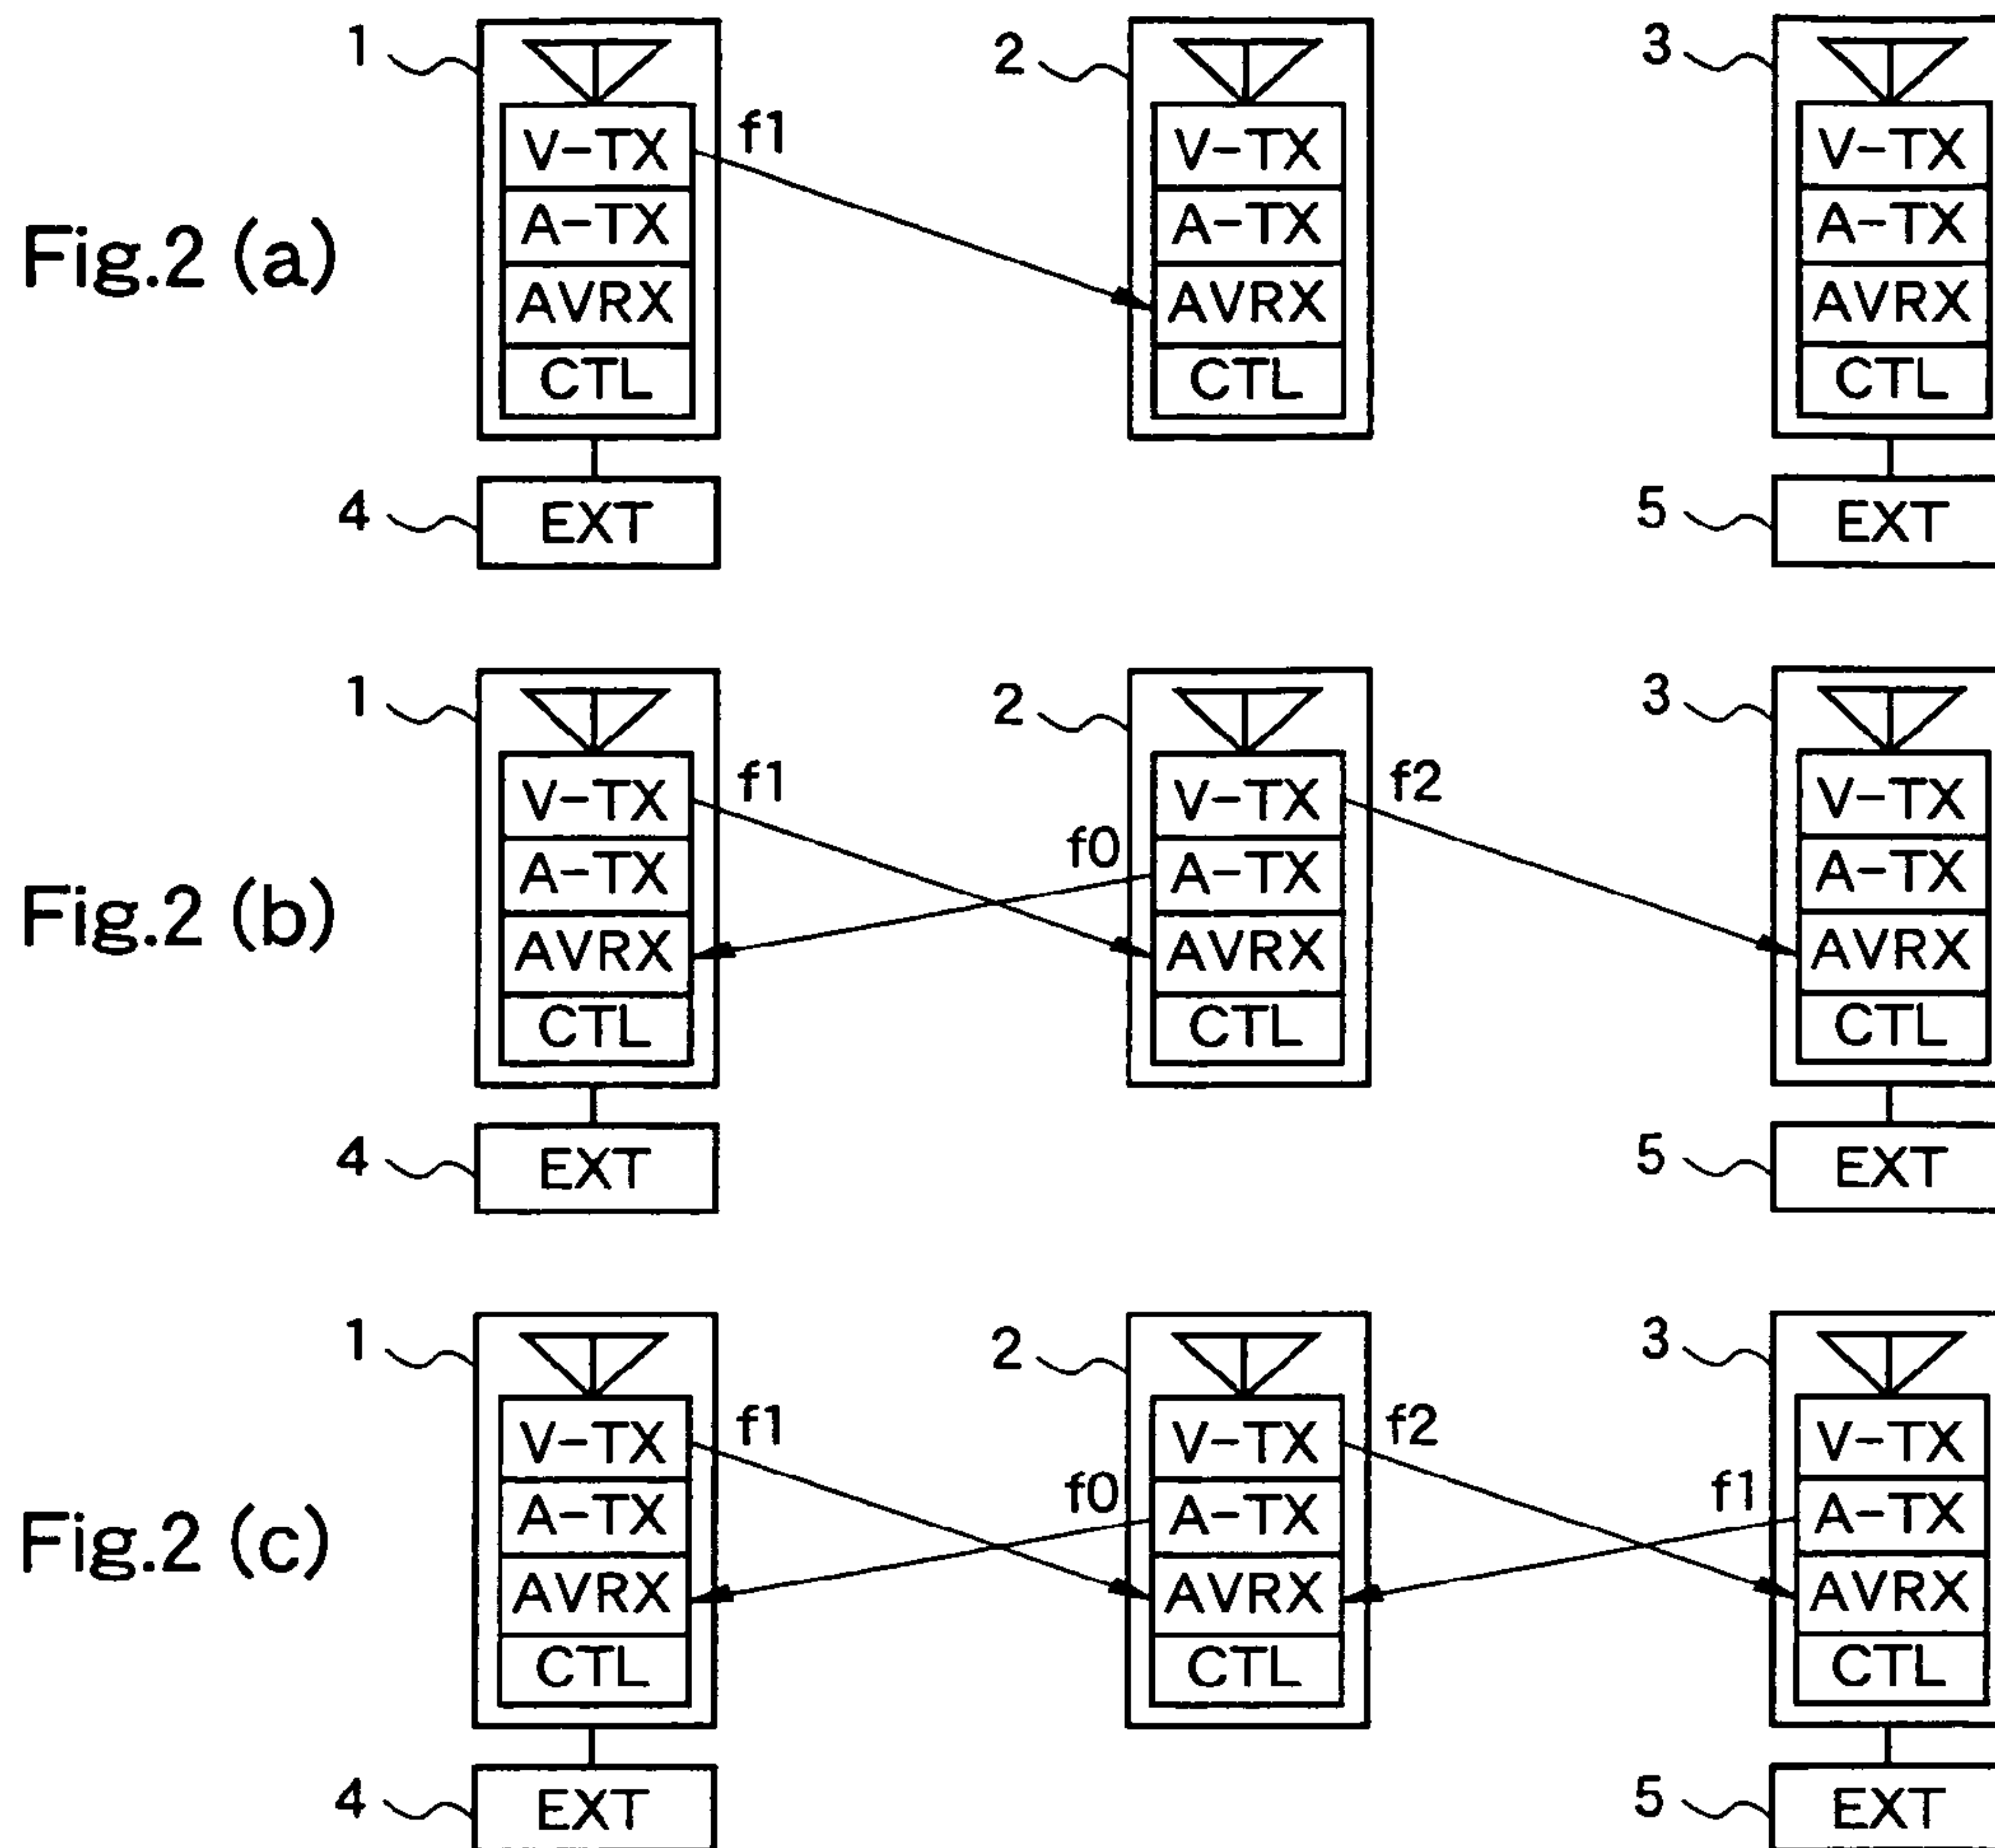 Fig.2 (a)
1
V-TX
A-TX
AVRX
CTL
4
EXT
f1
2
V-TX
A-TX
AVRX
CTL
3
V-TX
A-TX
AVRX
CTL
5
EXT
Fig.2 (b)
1
V-TX
A-TX
AVRX
CTL
4
EXT
f1
f0
2
V-TX
A-TX
AVRX
CTL
f2
3
V-TX
A-TX
AVRX
CTL
5
EXT
Fig.2 (c)
1
V-TX
A-TX
AVRX
CTL
4
EXT
f1
f0
2
V-TX
A-TX
AVRX
CTL
f2
f1
3
V-TX
A-TX
AVRX
CTL
5
EXT